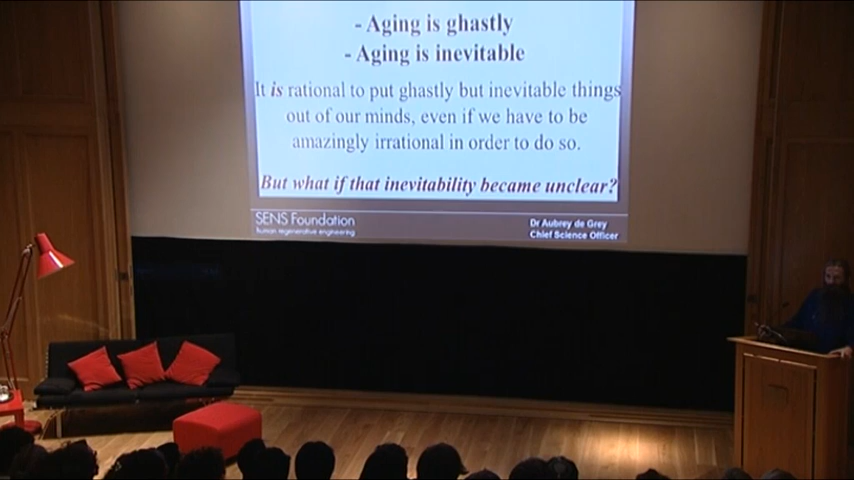 - Aging is ghastly
- Aging is inevitable
It is rational to put ghastly but inevitable things
out of our minds, even if we have to be
amazingly irrational in order to do so.
But what if that inevitability became unclear?
SENS Foundation
human regenerative engineering
Dr Aubrey de Grey
Chief Science Officer